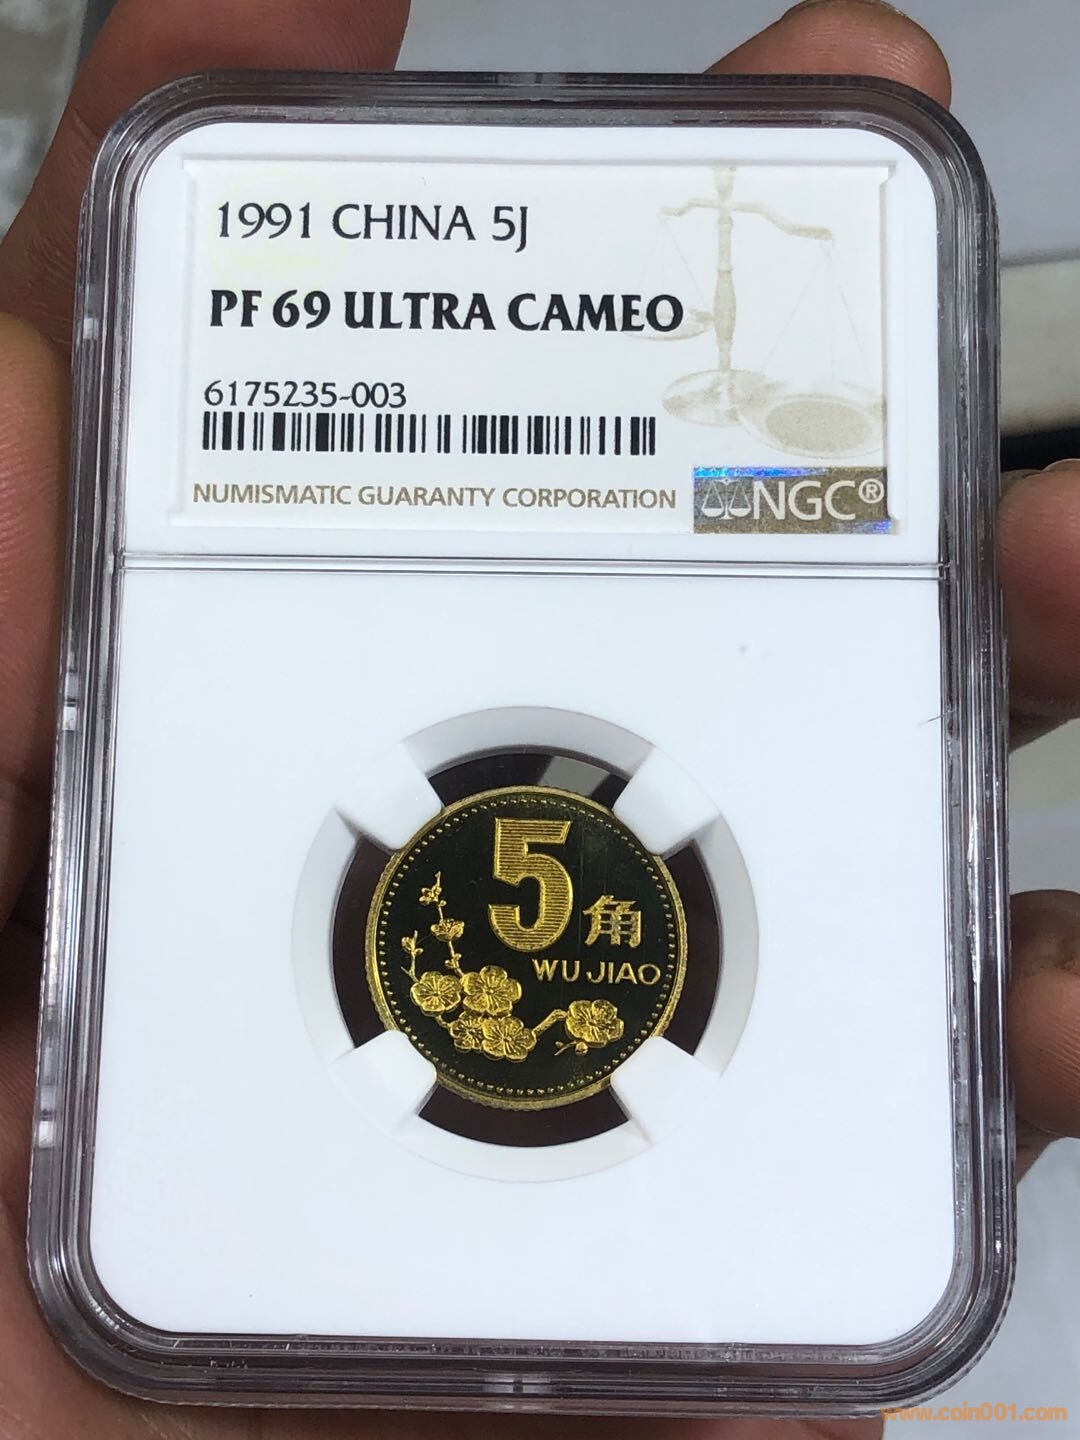 1991 CHINA 5J
PF 69 ULTRA CAMEO
6175235-003
NUMISMATIC GUARANTY CORPORATION
NGC®
5
角
WU JIAO
www.coin001.com